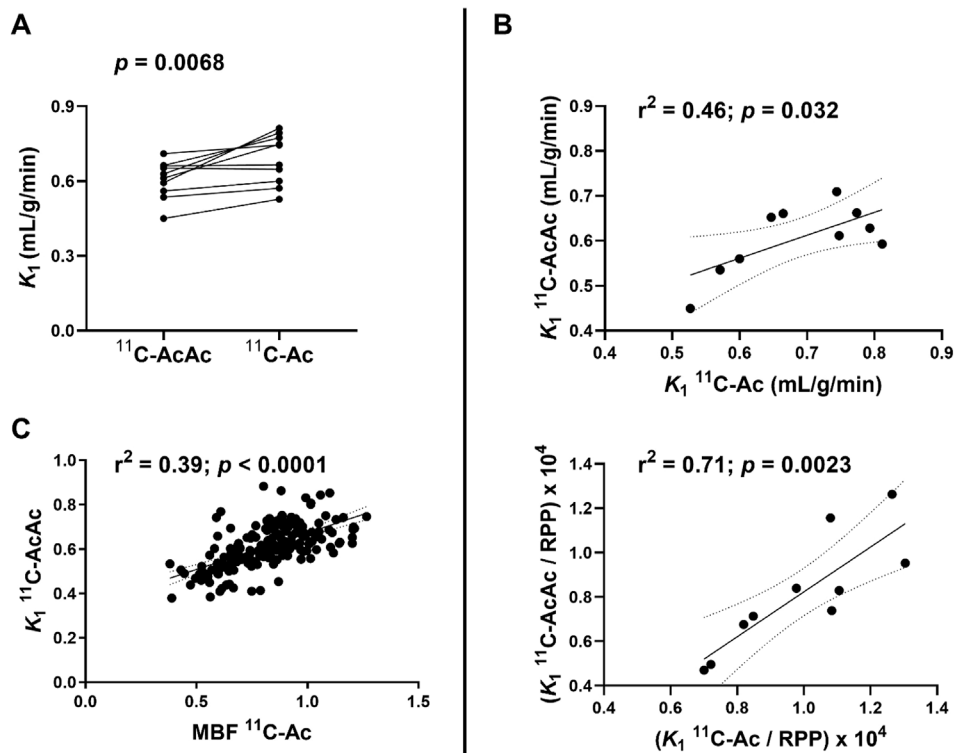 A
p = 0.0068
0.9
0.6
0.3
0.0
K₁ (mL/g/min)
¹¹C-AcAc
¹¹C-Ac
B
r² = 0.46; p = 0.032
0.9
0.8
0.7
0.6
0.5
0.4
K₁ ¹¹C-AcAc (mL/g/min)
0.4 0.5 0.6 0.7 0.8 0.9
K₁ ¹¹C-Ac (mL/g/min)
C
r² = 0.39; p < 0.0001
1.0
0.8
0.6
0.4
0.2
0.0
K₁ ¹¹C-AcAc
0.0 0.5 1.0 1.5
MBF ¹¹C-Ac
r² = 0.71; p = 0.0023
1.4
1.2
1.0
0.8
0.6
0.4
(K₁ ¹¹C-AcAc / RPP) x 10⁴
0.4 0.6 0.8 1.0 1.2 1.4
(K₁ ¹¹C-Ac / RPP) x 10⁴